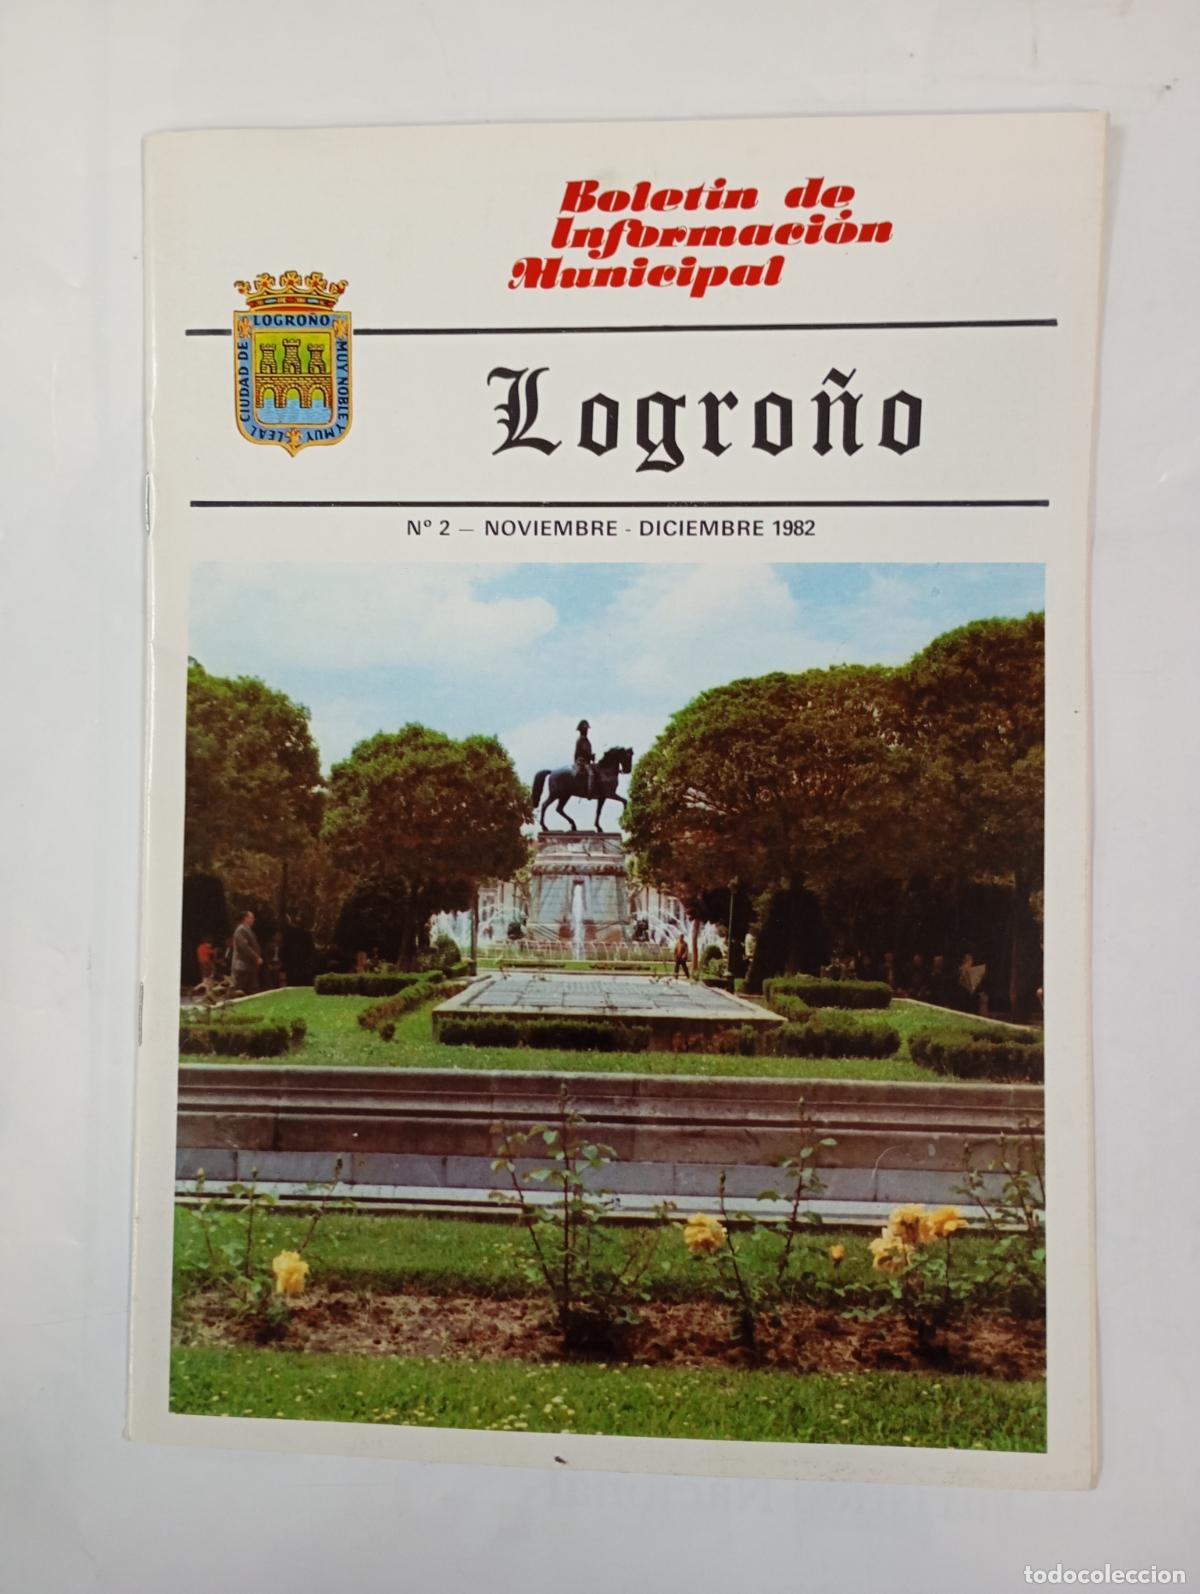 Boletin de
Información
Municipal
LOGROÑO
CIUDAD DE
MUY NOBLE Y MUY
LEAL
Logroño
Nº 2 — NOVIEMBRE - DICIEMBRE 1982
todocoleccion